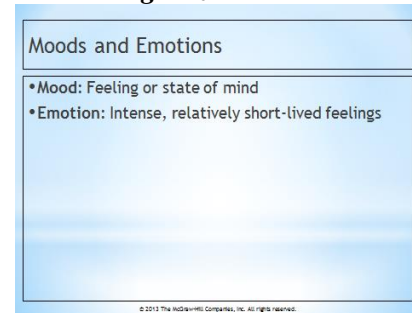 Moods and Emotions
•Mood: Feeling or state of mind
•Emotion: Intense, relatively short-lived feelings
© 2013 The McGraw-Hill Companies, Inc. All rights reserved.